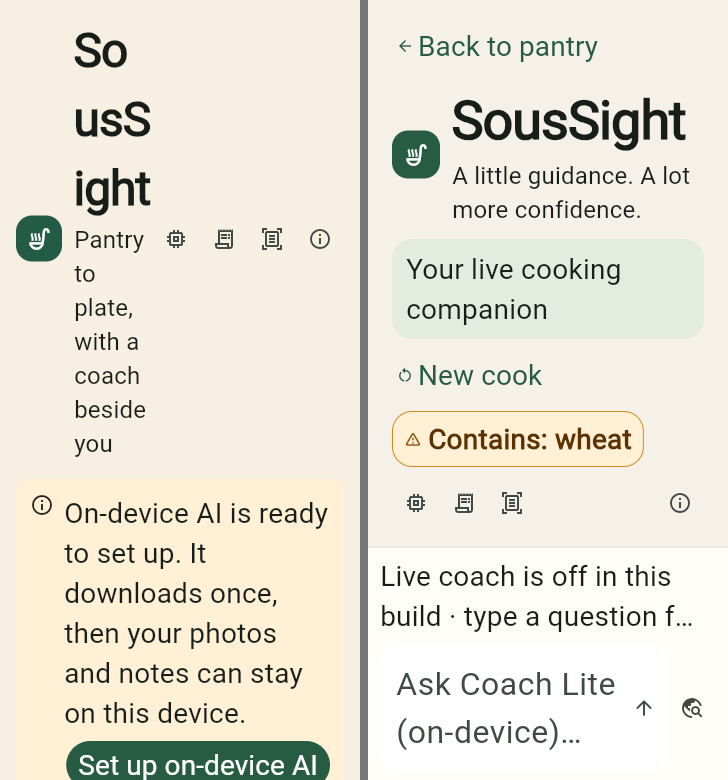 So
usS
ight
Pantry
to
plate,
with a
coach
beside
you
On-device AI is ready
to set up. It
downloads once,
then your photos
and notes can stay
on this device.
Set up on-device AI
Back to pantry
SousSight
A little guidance. A lot
more confidence.
Your live cooking
companion
New cook
Contains: wheat
Live coach is off in this
build · type a question f…
Ask Coach Lite
(on-device)…